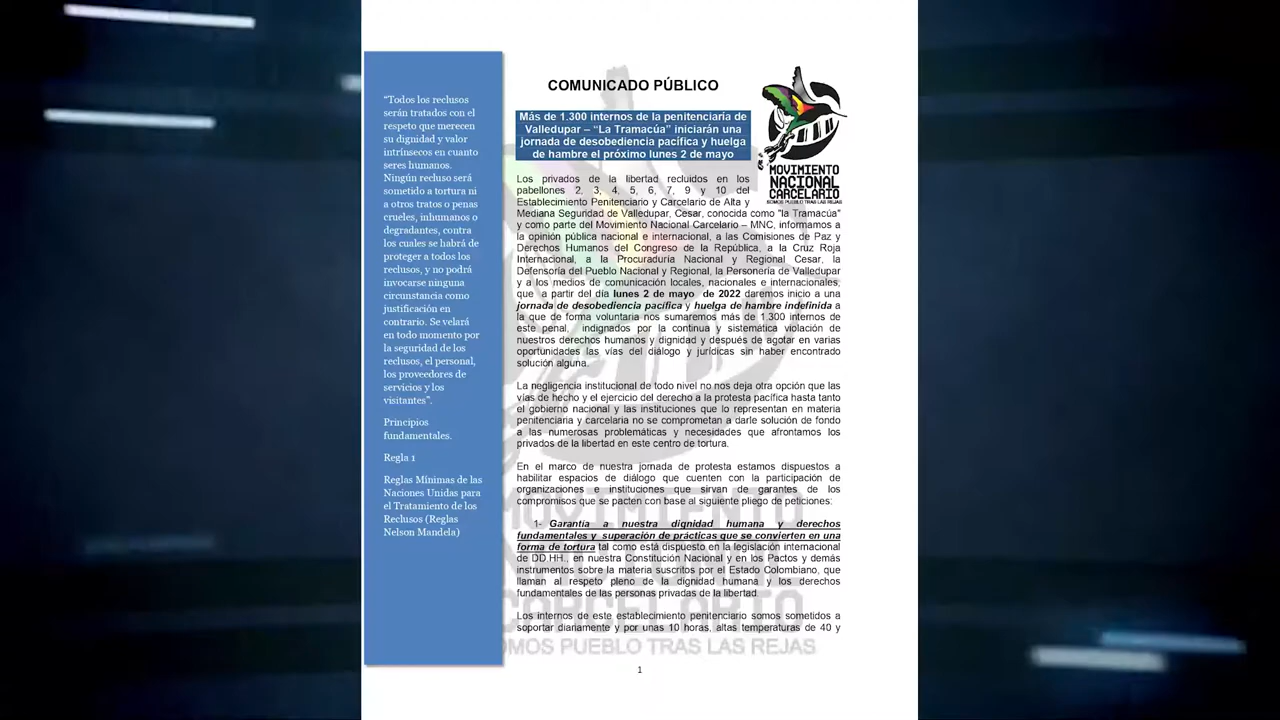 “Todos los reclusos
serán tratados con el
respeto que merecen
su dignidad y valor
intrínsecos en cuanto
seres humanos.
Ningún recluso será
sometido a tortura ni
a otros tratos o penas
crueles, inhumanos o
degradantes, contra
los cuales se habrá de
proteger a todos los
reclusos, y no podrá
invocarse ninguna
circunstancia como
justificación en
contrario. Se velará
en todo momento por
la seguridad de los
reclusos, el personal,
los proveedores de
servicios y los
visitantes”.
Principios
fundamentales.
Regla 1
Reglas Mínimas de las
Naciones Unidas para
el Tratamiento de los
Reclusos (Reglas
Nelson Mandela)
COMUNICADO PÚBLICO
Más de 1.300 internos de la penitenciaría de
Valledupar – “La Tramacúa” iniciarán una
jornada de desobediencia pacífica y huelga
de hambre el próximo lunes 2 de mayo
MOVIMIENTO
NACIONAL
CARCELARIO
SOMOS PUEBLO TRAS LAS REJAS
Los privados de la libertad recluidos en los
pabellones 2, 3, 4, 5, 6, 7, 9 y 10 del
Establecimiento Penitenciario y Carcelario de Alta y
Mediana Seguridad de Valledupar, Cesar, conocida como "la Tramacúa"
y como parte del Movimiento Nacional Carcelario – MNC, informamos a
la opinión pública nacional e internacional, a las Comisiones de Paz y
Derechos Humanos del Congreso de la República, a la Cruz Roja
Internacional, a la Procuraduría Nacional y Regional Cesar, la
Defensoría del Pueblo Nacional y Regional, la Personería de Valledupar
y a los medios de comunicación locales, nacionales e internacionales;
que a partir del día lunes 2 de mayo de 2022 daremos inicio a una
jornada de desobediencia pacífica y huelga de hambre indefinida a
la que de forma voluntaria nos sumaremos más de 1.300 internos de
este penal, indignados por la continua y sistemática violación de
nuestros derechos humanos y dignidad y después de agotar en varias
oportunidades las vías del diálogo y jurídicas sin haber encontrado
solución alguna.
La negligencia institucional de todo nivel no nos deja otra opción que las
vías de hecho y el ejercicio del derecho a la protesta pacífica hasta tanto
el gobierno nacional y las instituciones que lo representan en materia
penitenciaria y carcelaria no se comprometan a darle solución de fondo
a las numerosas problemáticas y necesidades que afrontamos los
privados de la libertad en este centro de tortura.
En el marco de nuestra jornada de protesta estamos dispuestos a
habilitar espacios de diálogo que cuenten con la participación de
organizaciones e instituciones que sirvan de garantes de los
compromisos que se pacten con base al siguiente pliego de peticiones:
1- Garantía a nuestra dignidad humana y derechos
fundamentales y superación de prácticas que se convierten en una
forma de tortura tal como está dispuesto en la legislación internacional
de DD.HH., en nuestra Constitución Nacional y en los Pactos y demás
instrumentos sobre la materia suscritos por el Estado Colombiano, que
llaman al respeto pleno de la dignidad humana y los derechos
fundamentales de las personas privadas de la libertad.
Los internos de este establecimiento penitenciario somos sometidos a
soportar diariamente y por unas 10 horas, altas temperaturas de 40 y
MOVIMIENTO
NACIONAL
CARCELARIO
SOMOS PUEBLO TRAS LAS REJAS
1